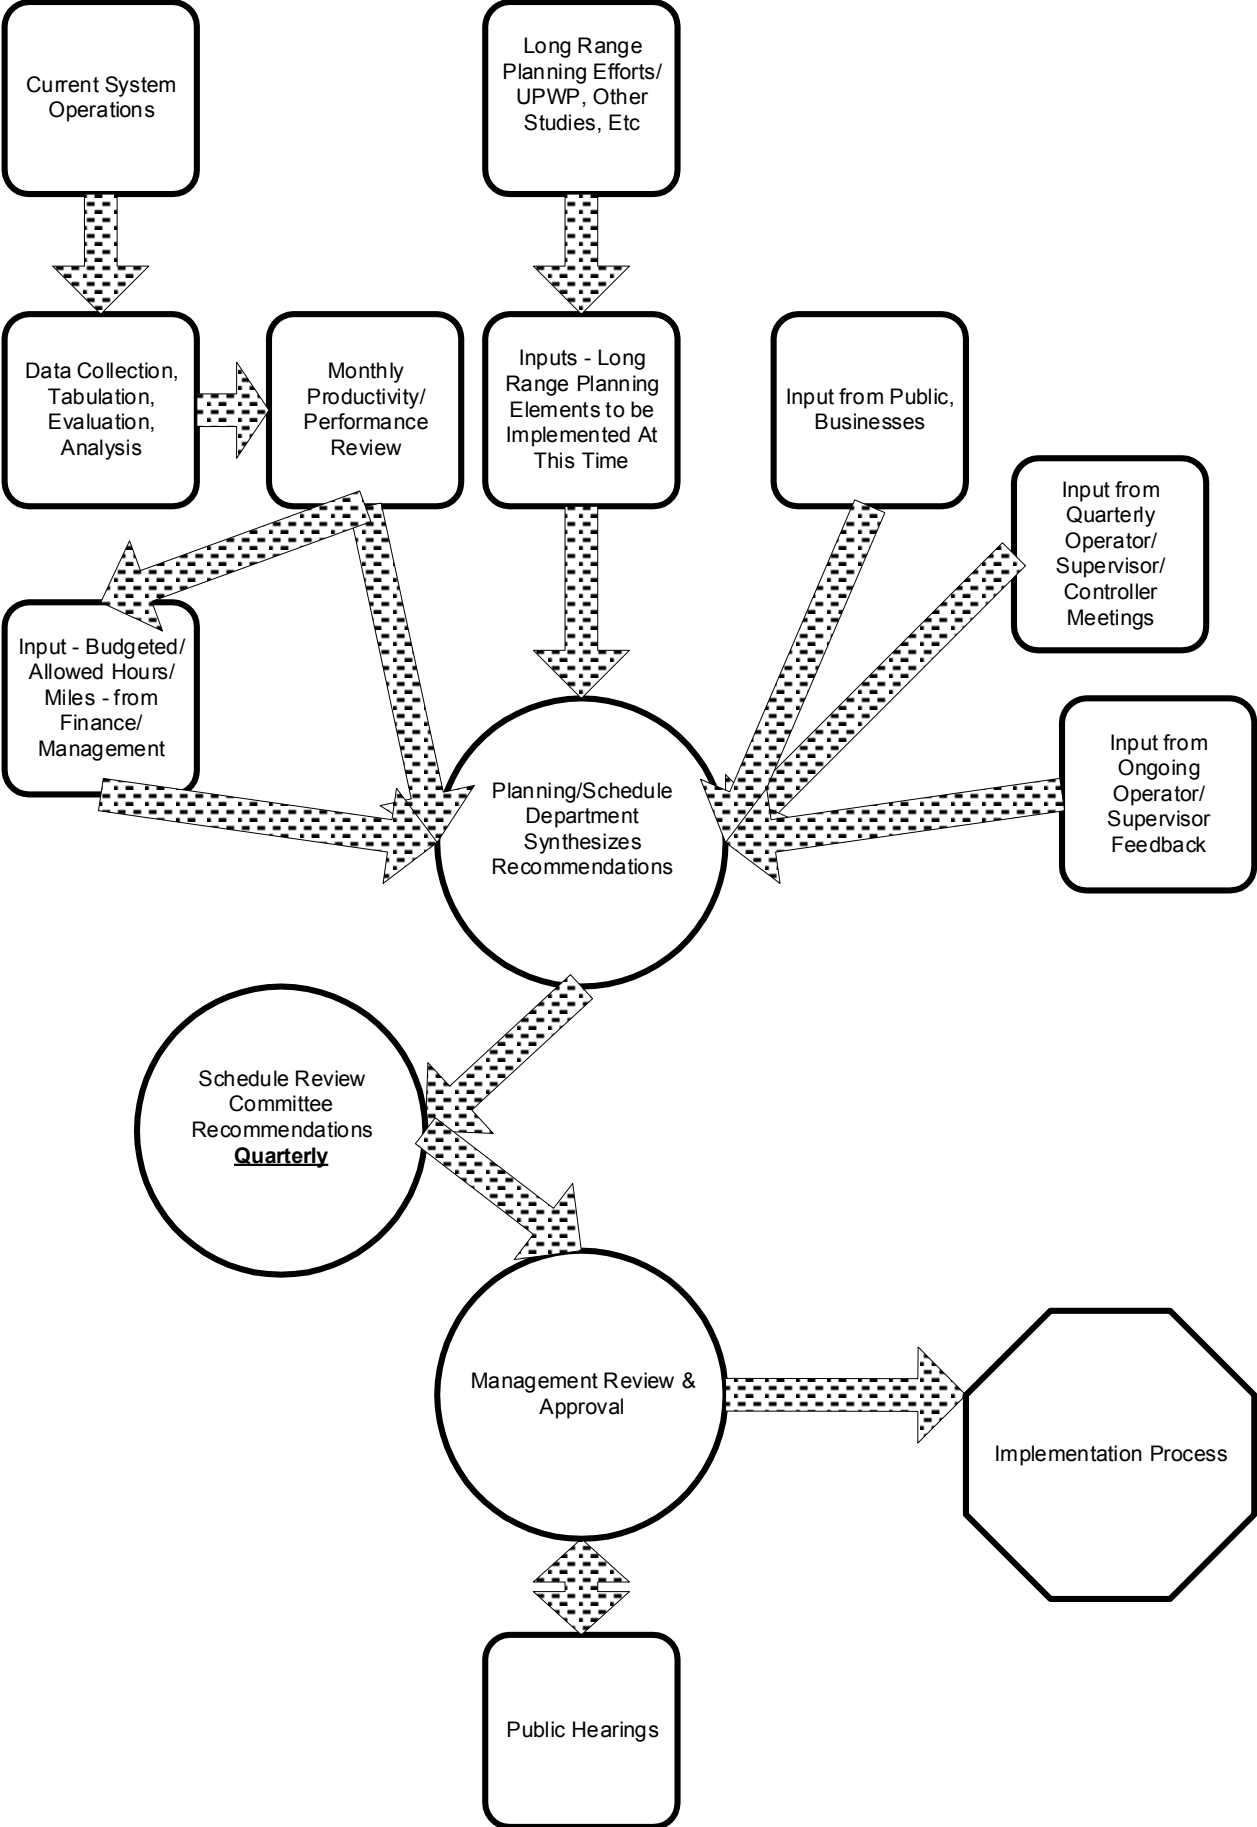 Current System
Operations
Long Range
Planning Efforts/
UPWP, Other
Studies, Etc
Data Collection,
Tabulation,
Evaluation,
Analysis
Monthly
Productivity/
Performance
Review
Inputs - Long
Range Planning
Elements to be
Implemented At
This Time
Input from Public,
Businesses
Input from
Quarterly
Operator/
Supervisor/
Controller
Meetings
Input - Budgeted/
Allowed Hours/
Miles - from
Finance/
Management
Planning/Schedule
Department
Synthesizes
Recommendations
Input from
Ongoing
Operator/
Supervisor
Feedback
Schedule Review
Committee
Recommendations
Quarterly
Management Review &
Approval
Implementation Process
Public Hearings